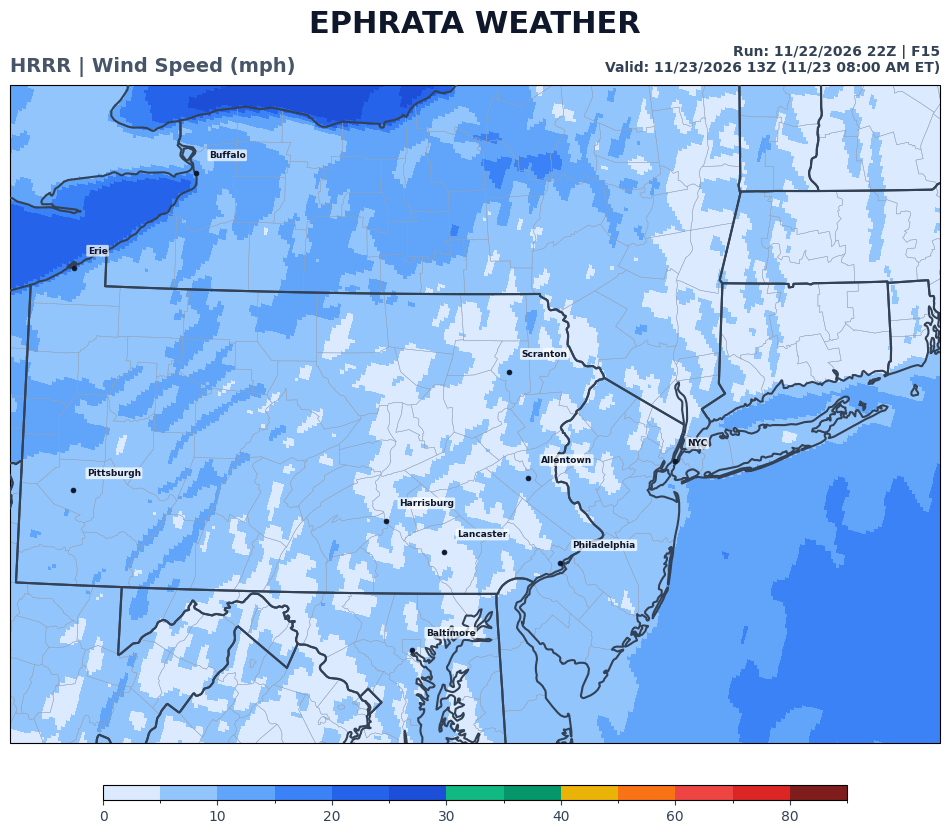 EPHRATA WEATHER
HRRR | Wind Speed (mph)
Run: 11/22/2026 22Z | F15
Valid: 11/23/2026 13Z (11/23 08:00 AM ET)
Buffalo
Erie
Scranton
NYC
Allentown
Pittsburgh
Harrisburg
Lancaster
Philadelphia
Baltimore
0 10 20 30 40 50 60 70 80